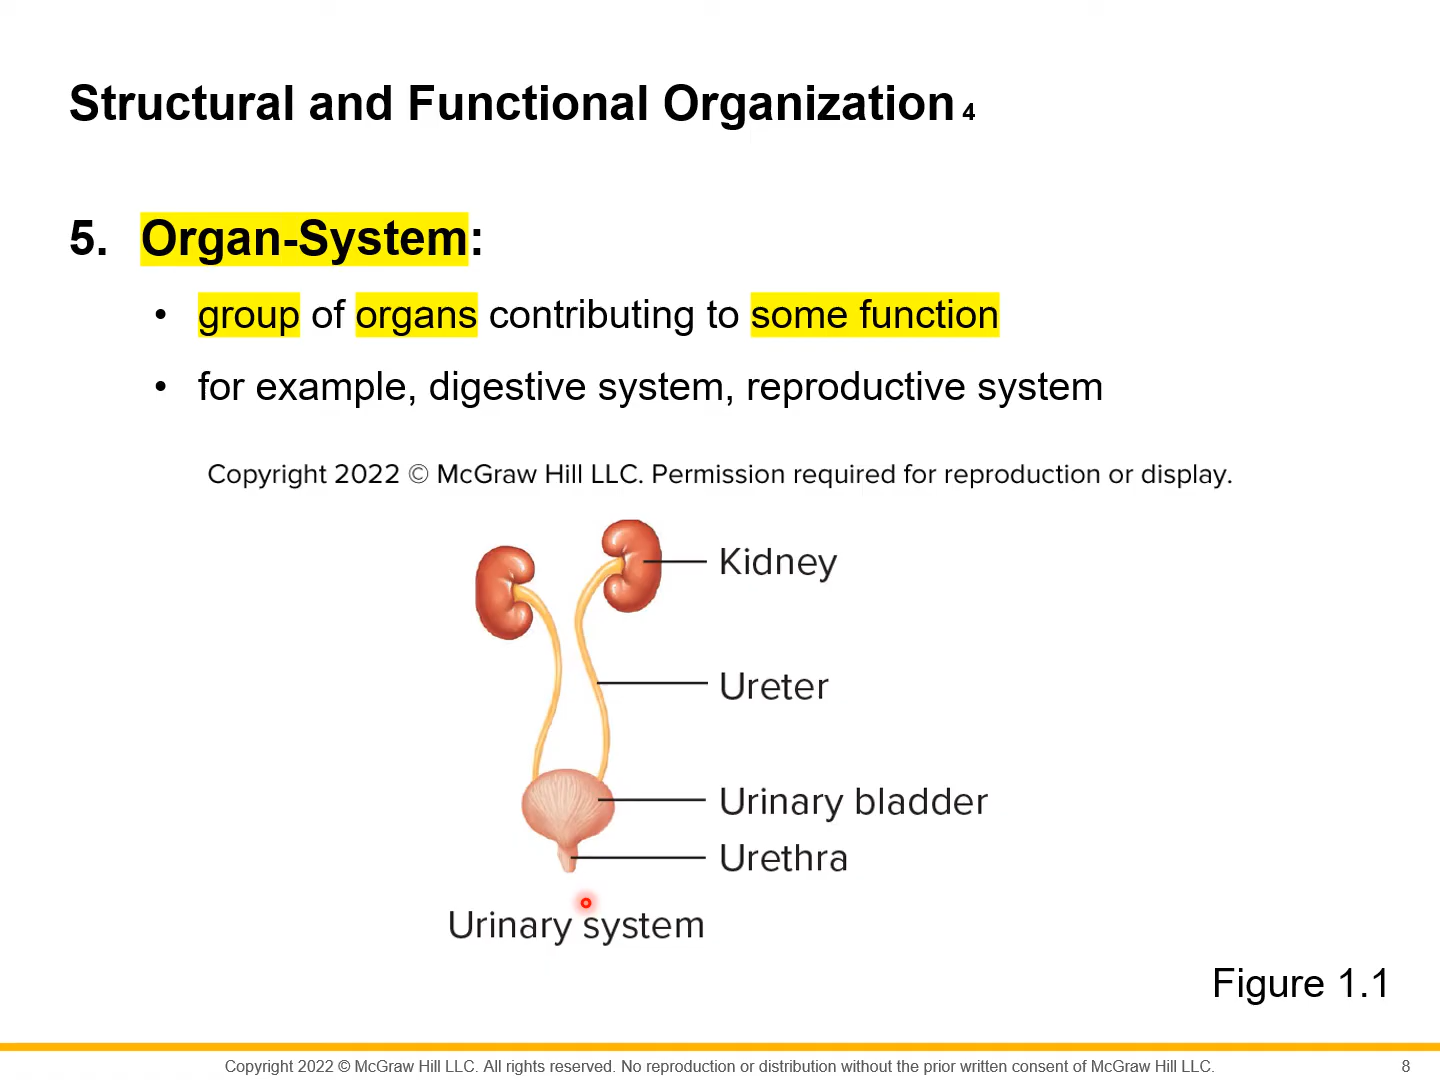 Structural and Functional Organization 4
5. Organ-System:
• group of organs contributing to some function
• for example, digestive system, reproductive system
Copyright 2022 © McGraw Hill LLC. Permission required for reproduction or display.
Kidney
Ureter
Urinary bladder
Urethra
Urinary system
Figure 1.1
Copyright 2022 © McGraw Hill LLC. All rights reserved. No reproduction or distribution without the prior written consent of McGraw Hill LLC.
8